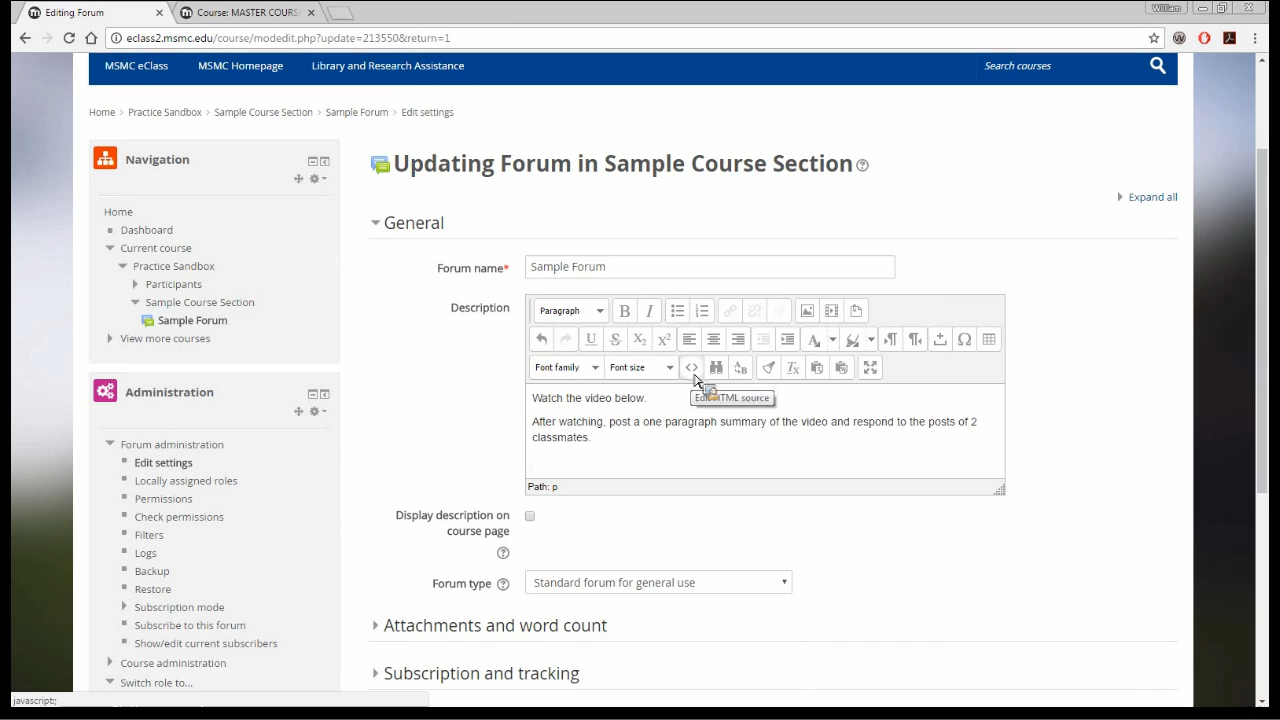 Editing Forum
Course: MASTER COURS
William
eclass2.msmc.edu/course/modedit.php?update=213550&return=1
MSMC eClass
MSMC Homepage
Library and Research Assistance
Search courses
Home > Practice Sandbox > Sample Course Section > Sample Forum > Edit settings
Navigation
Home
Dashboard
Current course
Practice Sandbox
Participants
Sample Course Section
Sample Forum
View more courses
Administration
Forum administration
Edit settings
Locally assigned roles
Permissions
Check permissions
Filters
Logs
Backup
Restore
Subscription mode
Subscribe to this forum
Show/edit current subscribers
Course administration
Switch role to...
Updating Forum in Sample Course Section
Expand all
General
Forum name*
Sample Forum
Description
Paragraph
Font family
Font size
Watch the video below.
After watching, post a one paragraph summary of the video and respond to the posts of 2
classmates.
Path: p
Display description on
course page
Forum type
Standard forum for general use
Attachments and word count
Subscription and tracking
javascript:;